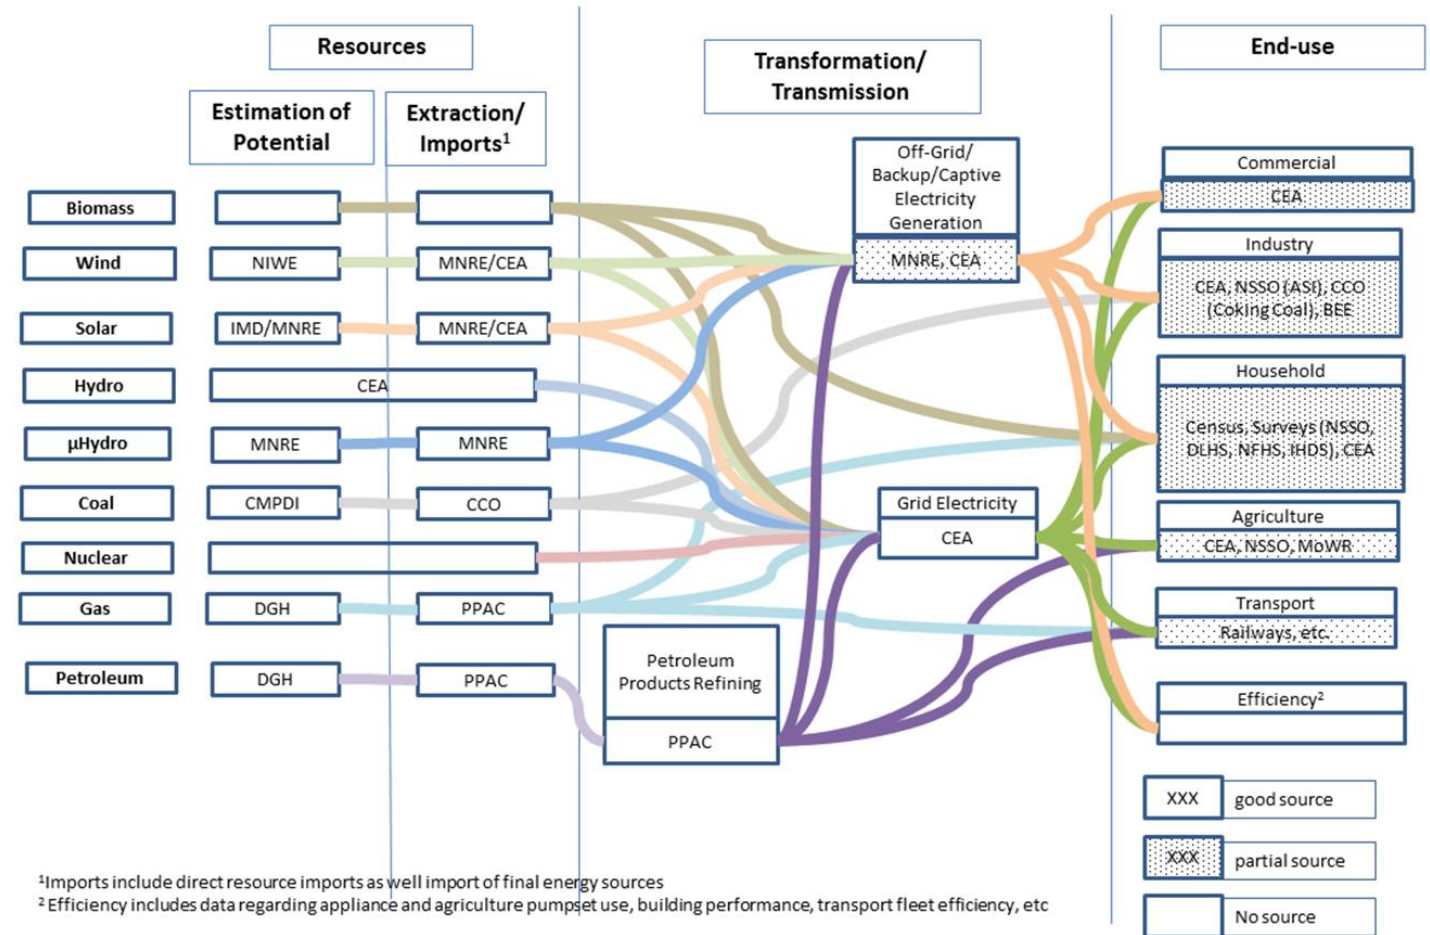 Resources
Transformation/
Transmission
End-use
Estimation of
Potential
Extraction/
Imports¹
Biomass
Wind
NIWE
MNRE/CEA
Solar
IMD/MNRE
MNRE/CEA
Hydro
CEA
µHydro
MNRE
MNRE
Coal
CMPDI
CCO
Nuclear
Gas
DGH
PPAC
Petroleum
DGH
PPAC
Off-Grid/
Backup/Captive
Electricity
Generation
MNRE, CEA
Grid Electricity
CEA
Petroleum
Products Refining
PPAC
Commercial
CEA
Industry
CEA, NSSO (ASI), CCO
(Coking Coal), BEE
Household
Census, Surveys (NSSO,
DLHS, NFHS, IHDS), CEA
Agriculture
CEA, NSSO, MoWR
Transport
Railways, etc.
Efficiency²
XXX
good source
XXX
partial source
No source
¹Imports include direct resource imports as well import of final energy sources
² Efficiency includes data regarding appliance and agriculture pumpset use, building performance, transport fleet efficiency, etc